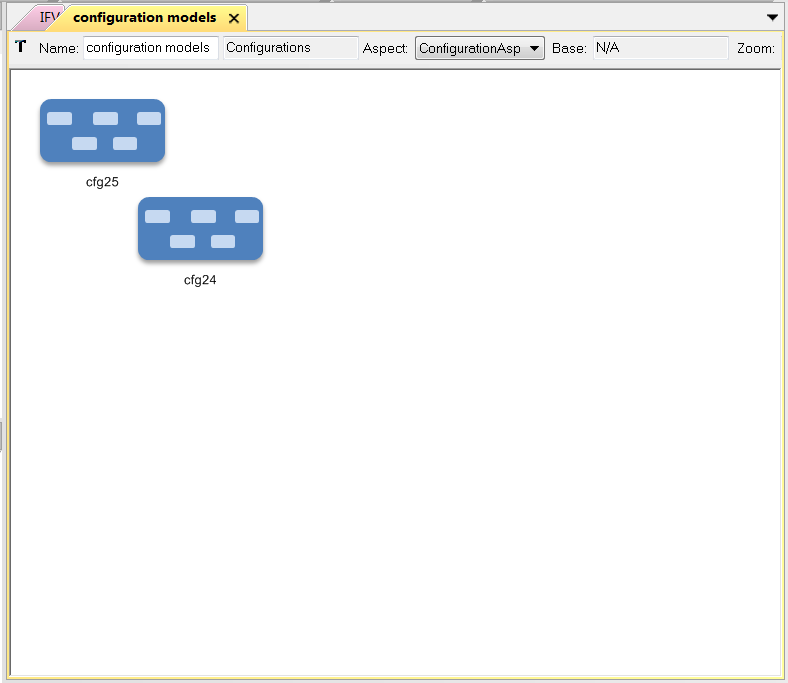 IFV
configuration models
T Name: configuration models Configurations Aspect: ConfigurationAsp Base: N/A Zoom:
cfg25
cfg24